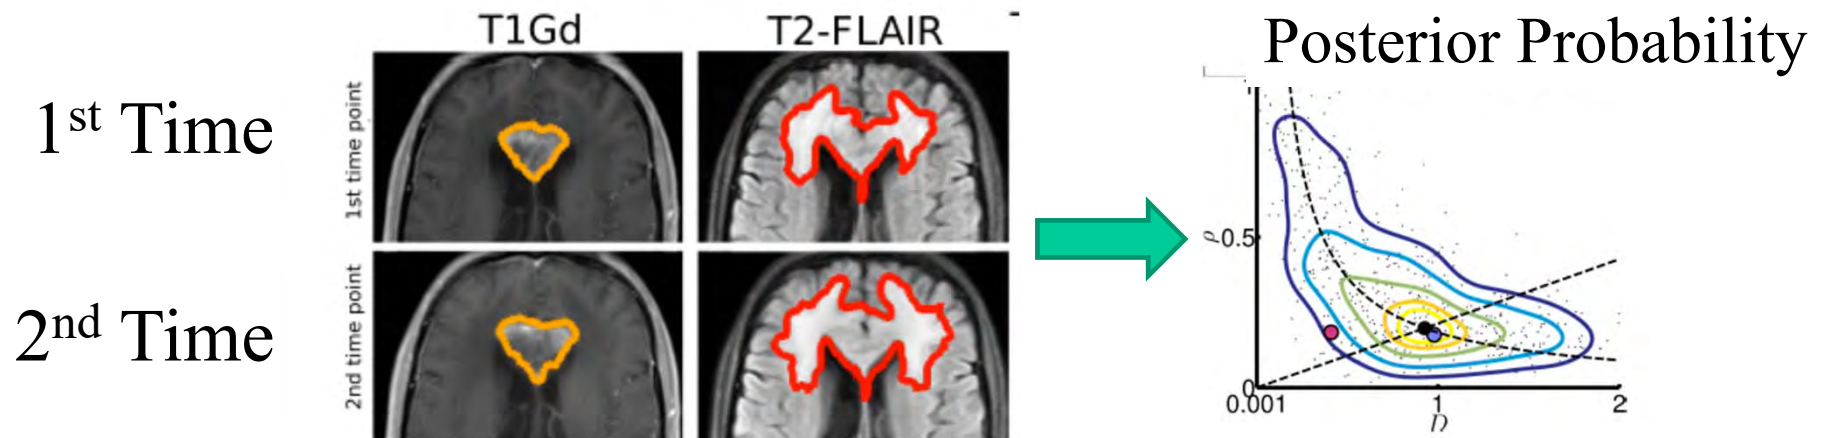 T1Gd
T2-FLAIR
Posterior Probability
1st Time
1st time point
2nd Time
2nd time point
ρ
0.5
0
0.001
1
2